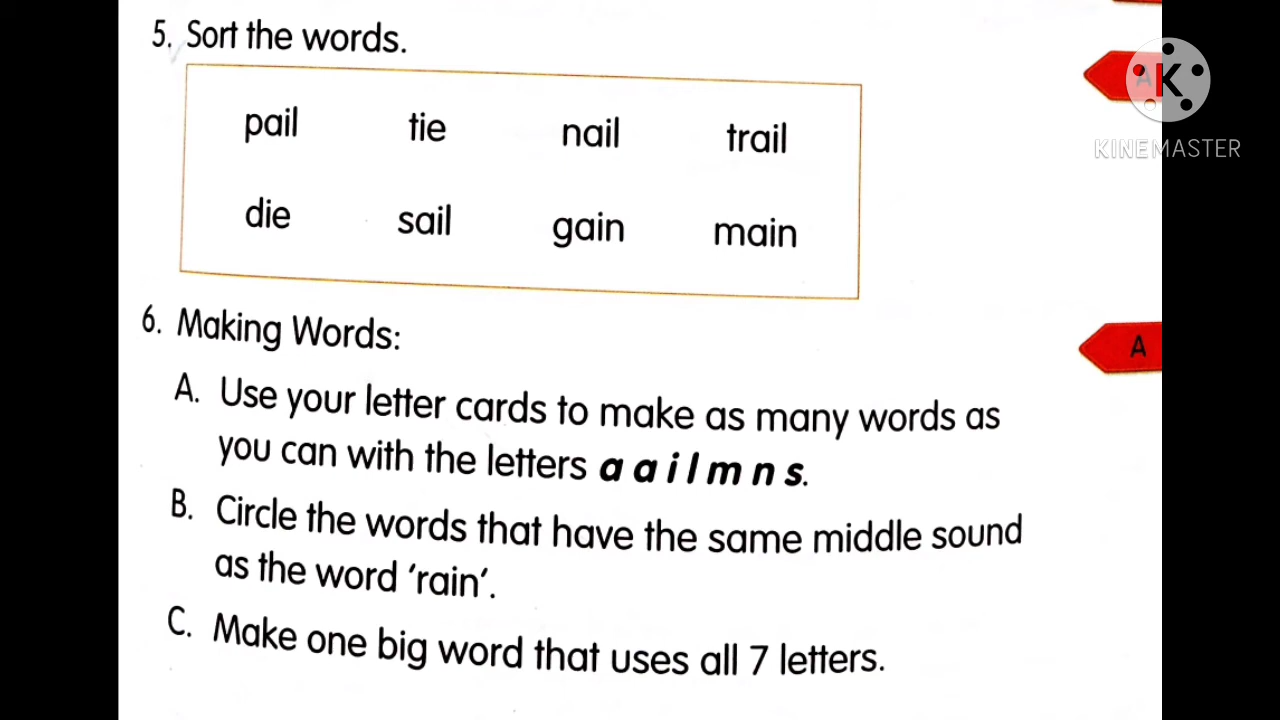 5. Sort the words.
pail tie nail trail
die sail gain main
6. Making Words:
A. Use your letter cards to make as many words as
you can with the letters a a i l m n s.
B. Circle the words that have the same middle sound
as the word ‘rain’.
C. Make one big word that uses all 7 letters.
A
K
KINEMASTER
A